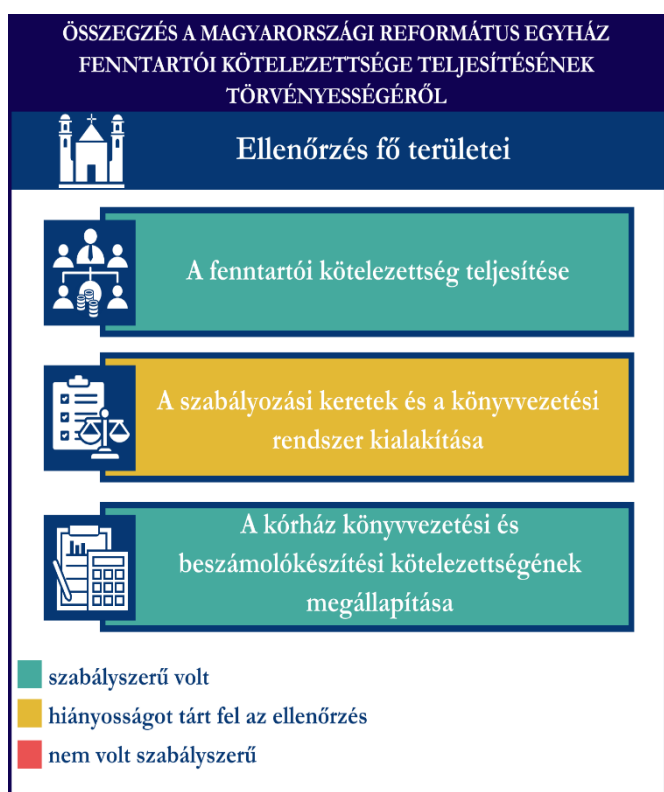 ÖSSZEGZÉS A MAGYARORSZÁGI REFORMÁTUS EGYHÁZ
FENNTARTÓI KÖTELEZETTSÉGE TELJESÍTÉSÉNEK
TÖRVÉNYESSÉGÉRŐL
Ellenőrzés fő területei
A fenntartói kötelezettség teljesítése
A szabályozási keretek és a könyvvezetési
rendszer kialakítása
A kórház könyvvezetési és
beszámolókészítési kötelezettségének
megállapítása
szabályszerű volt
hiányosságot tárt fel az ellenőrzés
nem volt szabályszerű